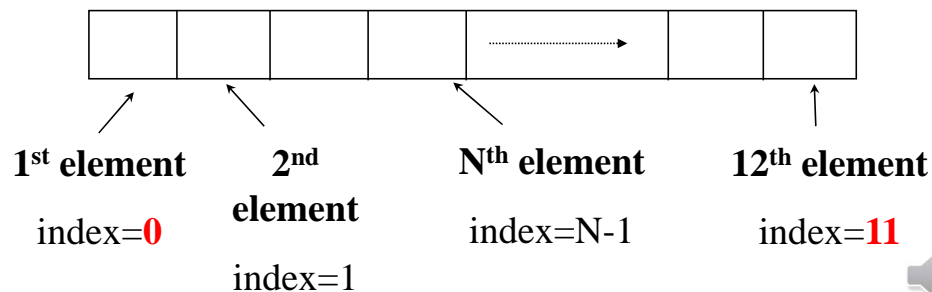 1st element
index=0
2nd
element
index=1
Nth element
index=N-1
12th element
index=11